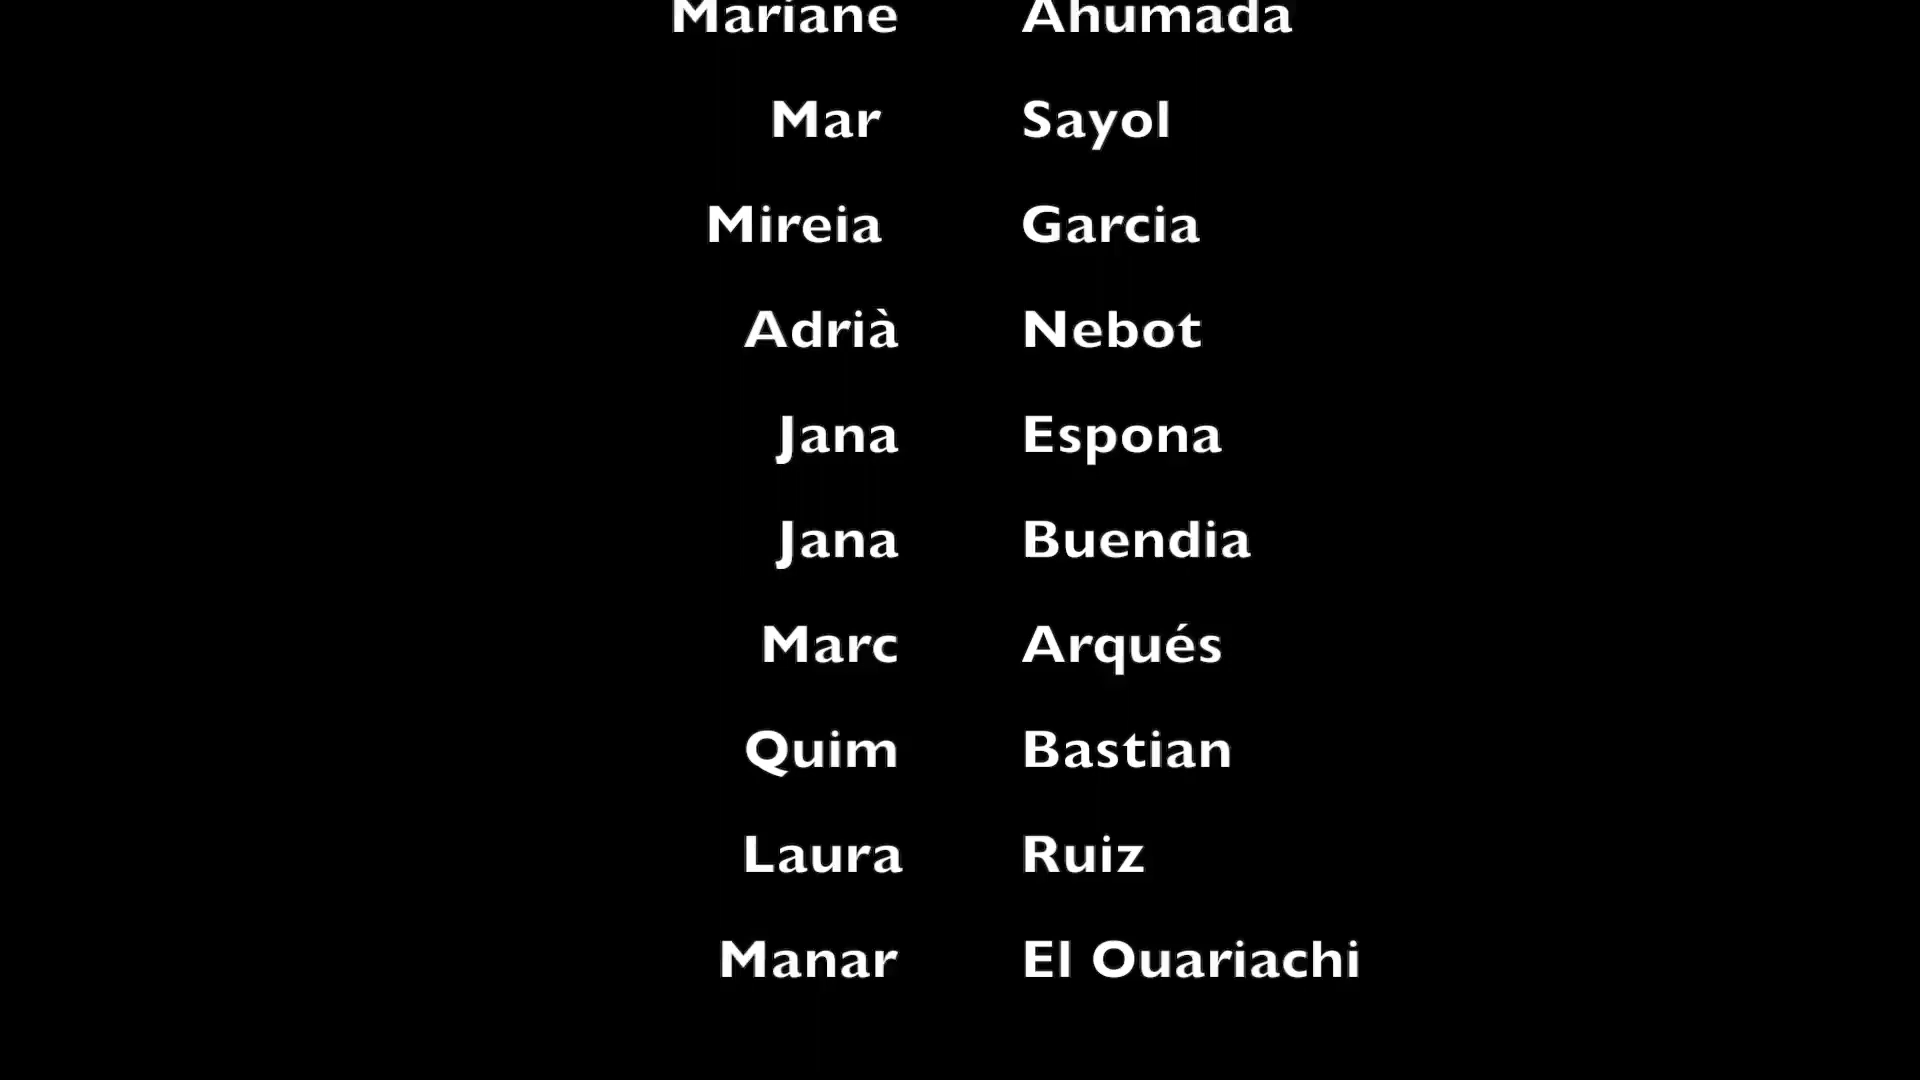 Mariane Ahumada
Mar Sayol
Mireia Garcia
Adrià Nebot
Jana Espona
Jana Buendia
Marc Arqués
Quim Bastian
Laura Ruiz
Manar El Ouariachi